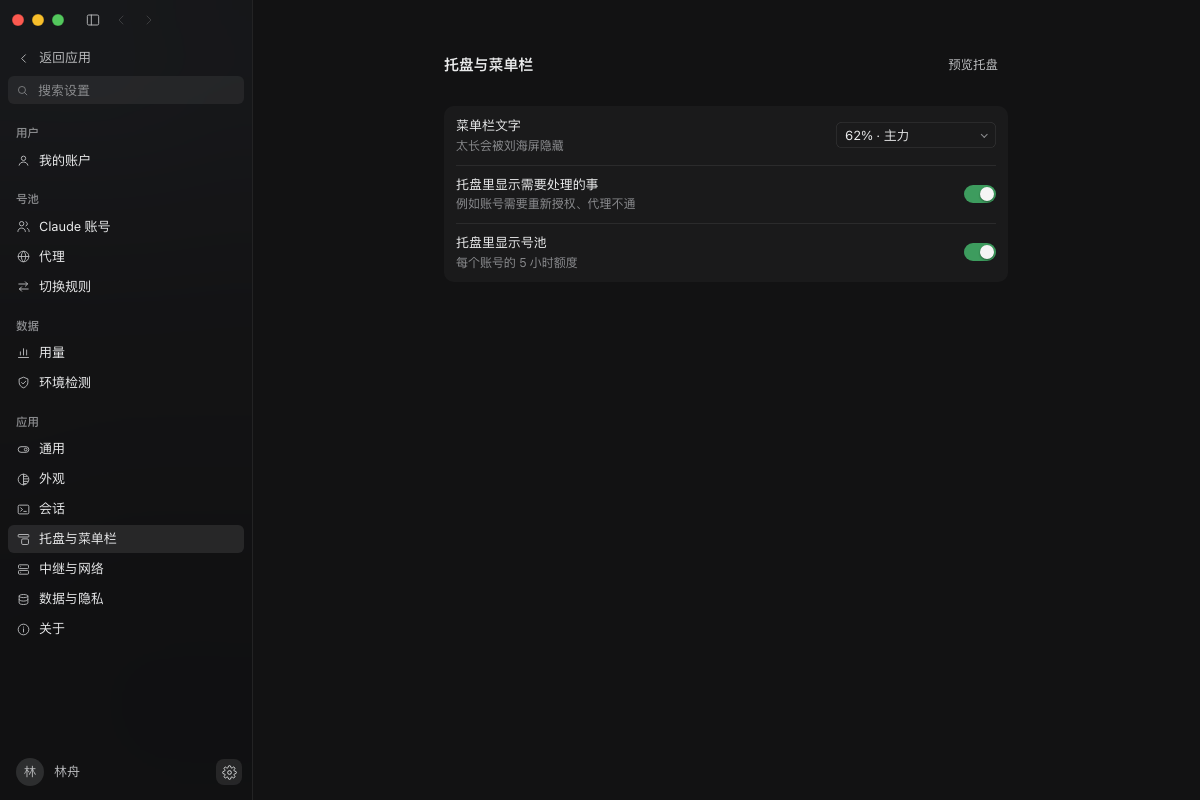 返回应用
搜索设置
用户
我的账户
号池
Claude 账号
代理
切换规则
数据
用量
环境检测
应用
通用
外观
会话
托盘与菜单栏
中继与网络
数据与隐私
关于
林 林舟
托盘与菜单栏
预览托盘
菜单栏文字
太长会被刘海屏隐藏
62% · 主力
托盘里显示需要处理的事
例如账号需要重新授权、代理不通
托盘里显示号池
每个账号的 5 小时额度